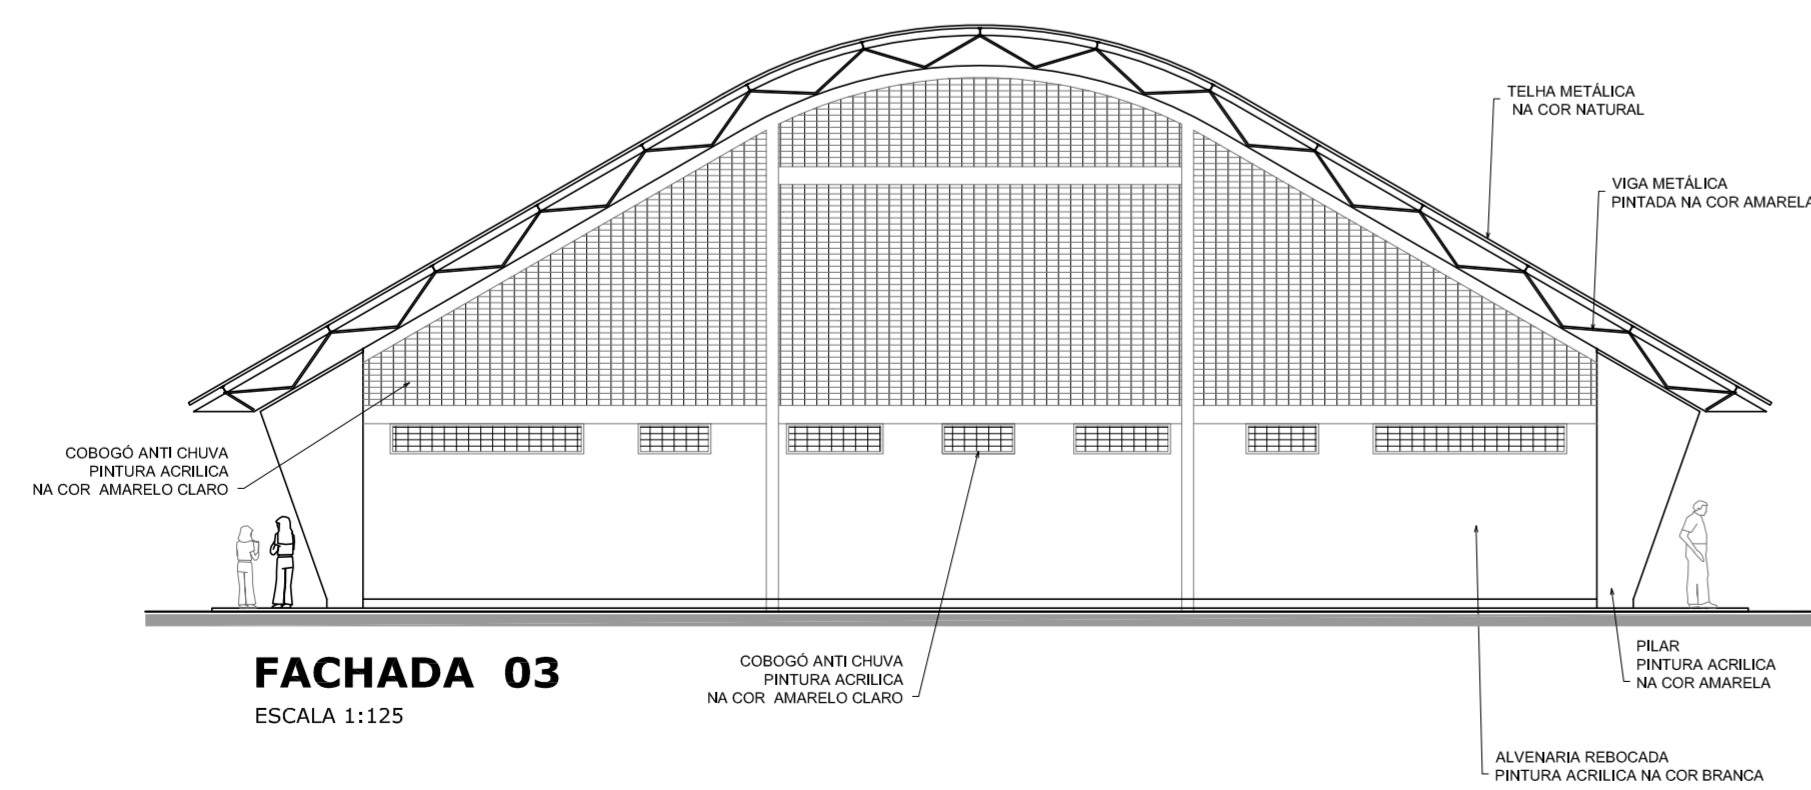 TELHA METÁLICA
NA COR NATURAL
VIGA METÁLICA
PINTADA NA COR AMARELA
COBOGÓ ANTI CHUVA
PINTURA ACRILICA
NA COR AMARELO CLARO
COBOGÓ ANTI CHUVA
PINTURA ACRILICA
NA COR AMARELO CLARO
PILAR
PINTURA ACRILICA
NA COR AMARELA
FACHADA 03
ESCALA 1:125
ALVENARIA REBOCADA
PINTURA ACRILICA NA COR BRANCA